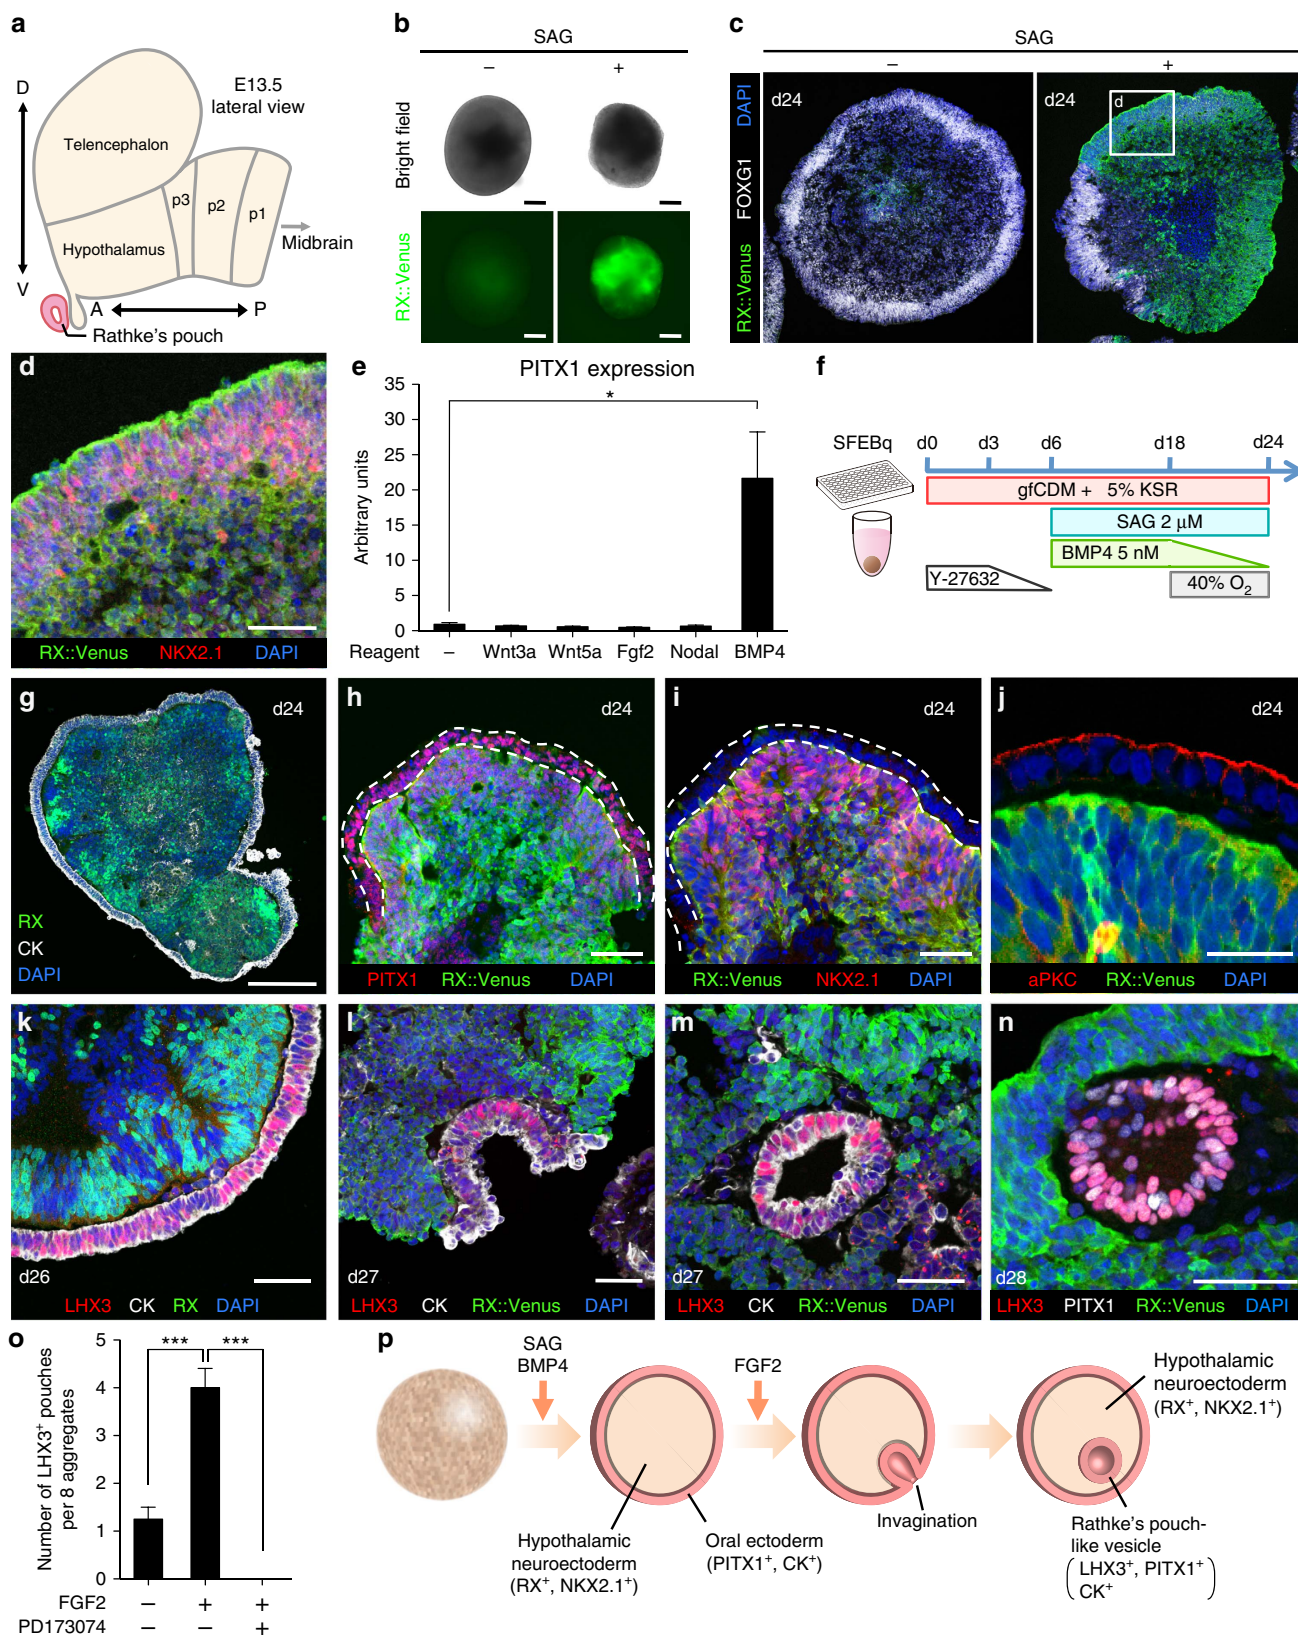 a
D
V
E13.5
lateral view
Telencephalon
p3
p2
p1
Hypothalamus
Midbrain
A
P
Rathke's pouch
b
SAG
–
+
Bright field
RX::Venus
c
SAG
–
+
d24
d24
d
RX::Venus FOXG1 DAPI
d
RX::Venus NKX2.1 DAPI
e
PITX1 expression
*
35
30
25
20
15
10
5
0
Arbitrary units
Reagent – Wnt3a Wnt5a Fgf2 Nodal BMP4
f
SFEBq
d0 d3 d6 d18 d24
gfCDM + 5% KSR
SAG 2 μM
BMP4 5 nM
Y-27632
40% O₂
g
d24
RX
CK
DAPI
h
d24
PITX1 RX::Venus DAPI
i
d24
RX::Venus NKX2.1 DAPI
j
d24
aPKC RX::Venus DAPI
k
d26
LHX3 CK RX DAPI
l
d27
LHX3 CK RX::Venus DAPI
m
d27
LHX3 CK RX::Venus DAPI
n
d28
LHX3 PITX1 RX::Venus DAPI
o
Number of LHX3⁺ pouches
per 8 aggregates
5
4
3
2
1
0
*** ***
FGF2 – + +
PD173074 – – +
p
SAG
BMP4
FGF2
Hypothalamic
neuroectoderm
(RX⁺, NKX2.1⁺)
Oral ectoderm
(PITX1⁺, CK⁺)
Invagination
Hypothalamic
neuroectoderm
(RX⁺, NKX2.1⁺)
Rathke's pouch-
like vesicle
(LHX3⁺, PITX1⁺
CK⁺)